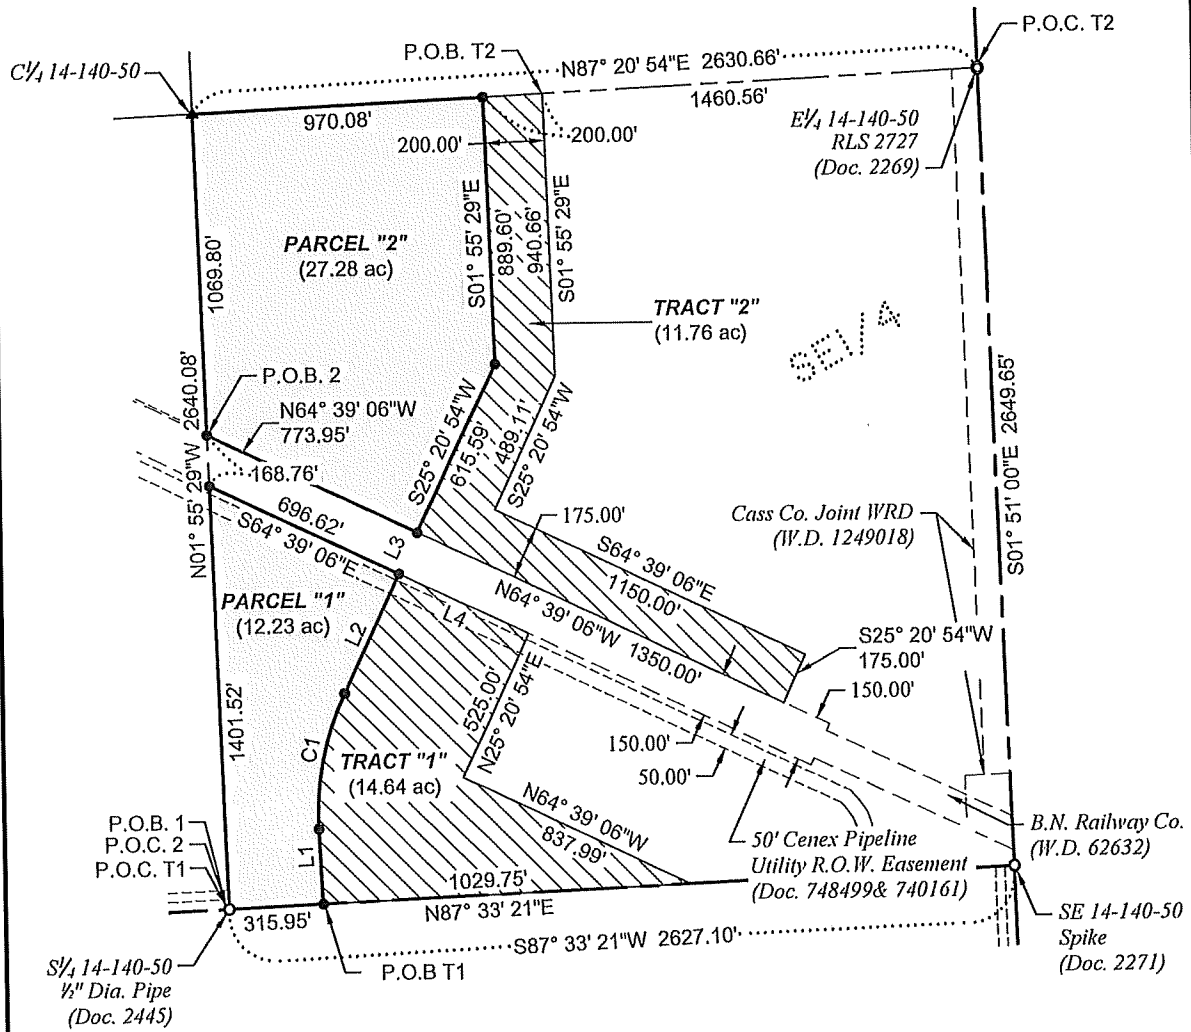 P.O.C. T2
P.O.B. T2
N87° 20' 54"E 2630.66'
C¼ 14-140-50
970.08'
1460.56'
200.00'
200.00'
E¼ 14-140-50
RLS 2727
(Doc. 2269)
PARCEL "2"
(27.28 ac)
S01° 55' 29"E
889.60'
940.66'
S01° 55' 29"E
1069.80'
TRACT "2"
(11.76 ac)
SE1/4
P.O.B. 2
N64° 39' 06"W
773.95'
N01° 55' 29"W 2640.08'
S01° 51' 00"E 2649.65'
S25° 20' 54"W
615.59'
489.11'
S25° 20' 54"W
168.76'
696.62'
S64° 39' 06"E
L3
175.00'
Cass Co. Joint WRD
(W.D. 1249018)
S64° 39' 06"E
1150.00'
N64° 39' 06"W 1350.00'
PARCEL "1"
(12.23 ac)
L2
L4
S25° 20' 54"W
175.00'
150.00'
525.00'
N25° 20' 54"E
1401.52'
C1
TRACT "1"
(14.64 ac)
150.00'
50.00'
N64° 39' 06"W
837.99'
P.O.B. 1
P.O.C. 2
P.O.C. T1
L1
50' Cenex Pipeline
Utility R.O.W. Easement
(Doc. 748499& 740161)
B.N. Railway Co.
(W.D. 62632)
1029.75'
N87° 33' 21"E
315.95'
S87° 33' 21"W 2627.10'
SE 14-140-50
Spike
(Doc. 2271)
P.O.B T1
S¼ 14-140-50
½" Dia. Pipe
(Doc. 2445)